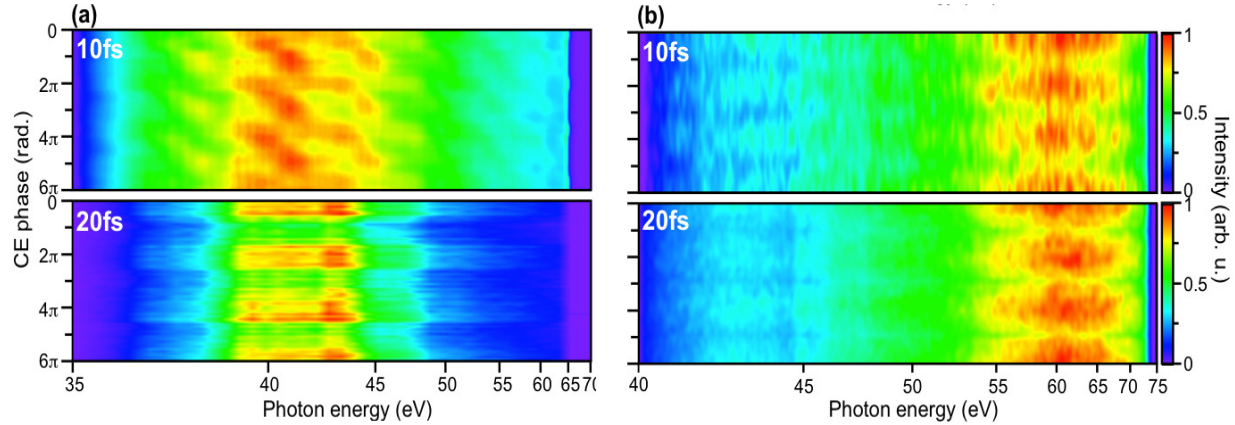 (a)
(b)
10fs
10fs
20fs
20fs
0
2π
4π
6π
0
2π
4π
6π
CE phase (rad.)
35 40 45 50 55 60 65 70
Photon energy (eV)
40 45 50 55 60 65 70 75
Photon energy (eV)
1
0.5
0
1
0.5
0
Intensity (arb. u.)